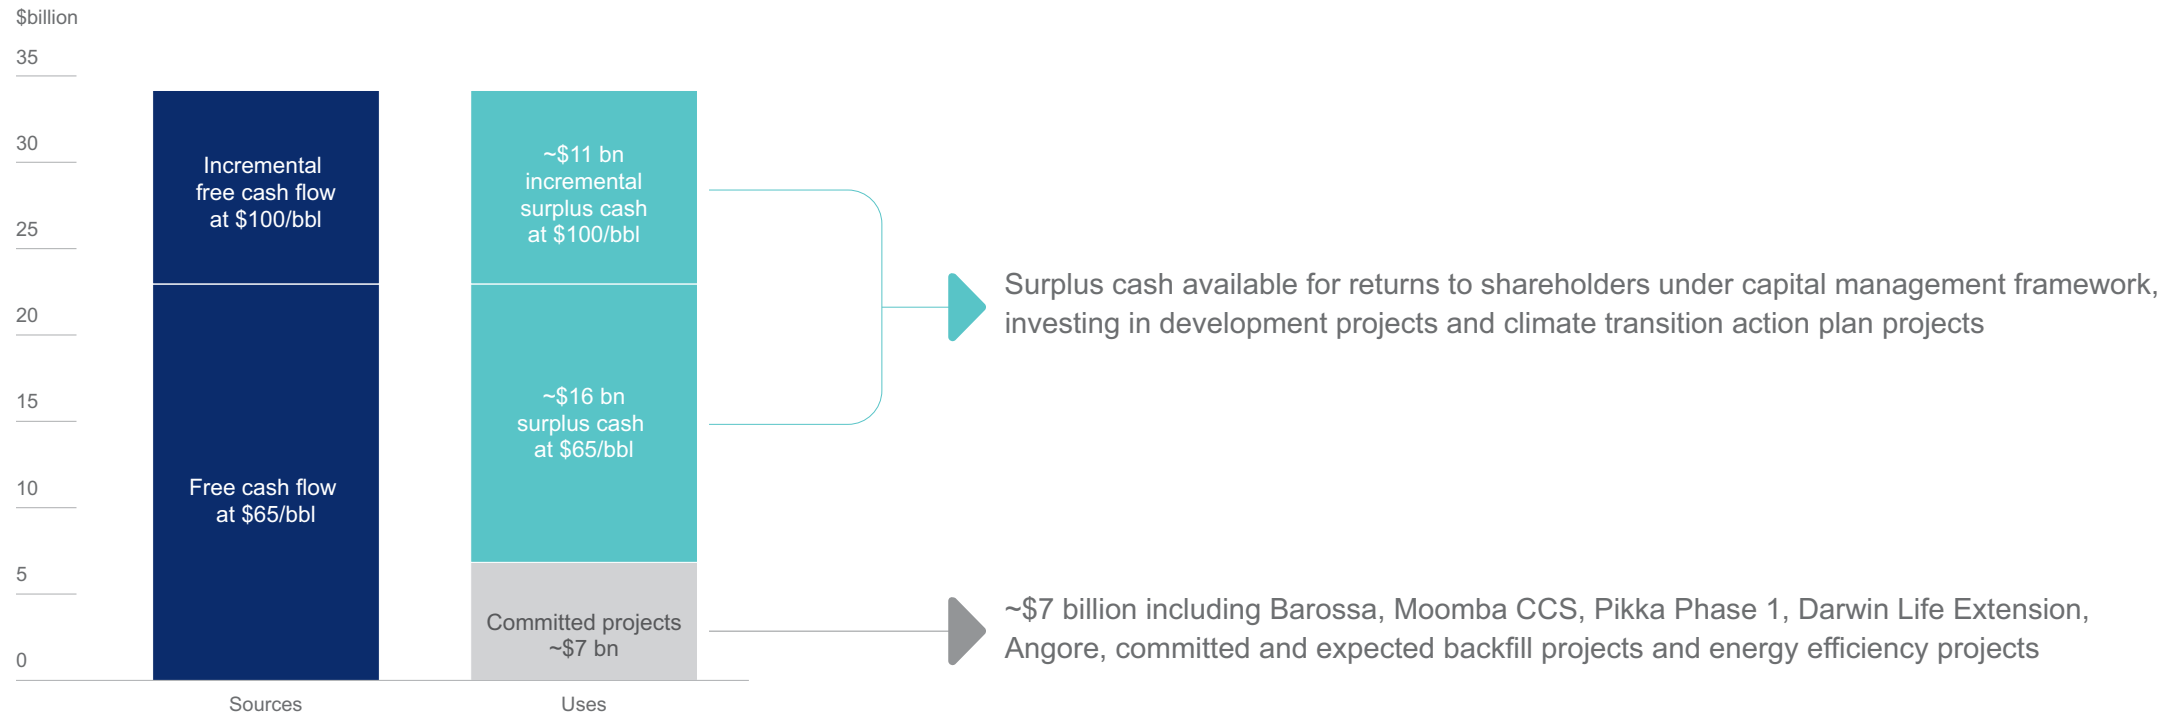 $billion
35
30
25
20
15
10
5
0
Incremental
free cash flow
at $100/bbl
Free cash flow
at $65/bbl
Sources
~$11 bn
incremental
surplus cash
at $100/bbl
~$16 bn
surplus cash
at $65/bbl
Committed projects
~$7 bn
Uses
Surplus cash available for returns to shareholders under capital management framework,
investing in development projects and climate transition action plan projects
~$7 billion including Barossa, Moomba CCS, Pikka Phase 1, Darwin Life Extension,
Angore, committed and expected backfill projects and energy efficiency projects